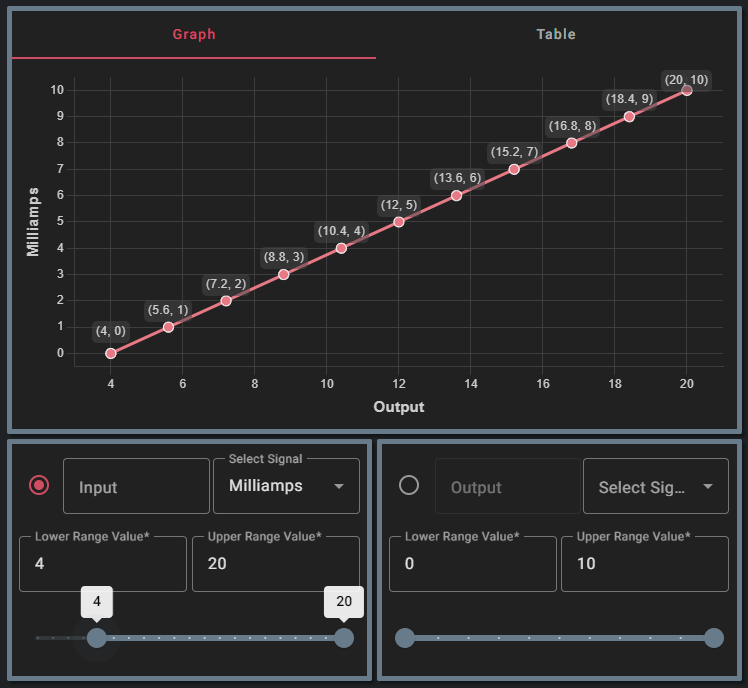 Graph
Table
10
9
8
7
6
5
4
3
2
1
0
Milliamps
(4, 0)
(5.6, 1)
(7.2, 2)
(8.8, 3)
(10.4, 4)
(12, 5)
(13.6, 6)
(15.2, 7)
(16.8, 8)
(18.4, 9)
(20, 10)
4 6 8 10 12 14 16 18 20
Output
Select Signal
Input
Milliamps
Lower Range Value*
Upper Range Value*
4
20
4
20
Output
Select Sig...
Lower Range Value*
Upper Range Value*
0
10